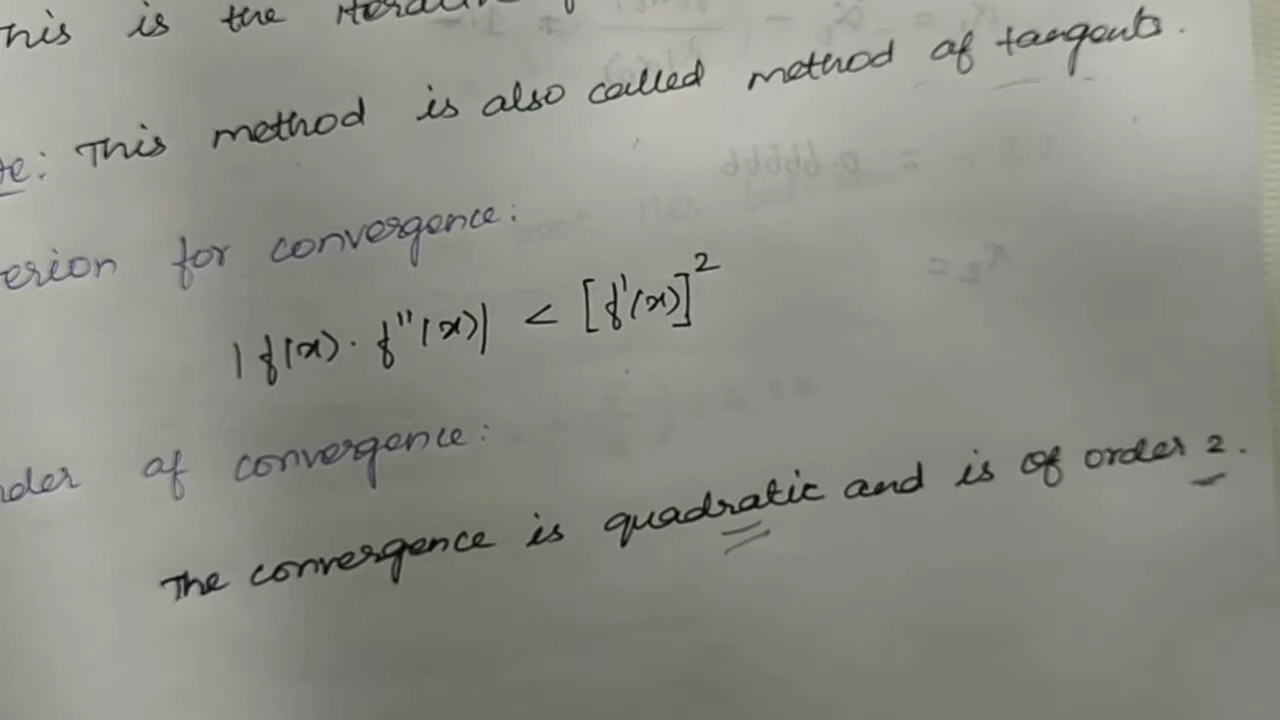 This is the
This method is also called method of tangents.
for convergence:
|f(x).f''(x)| < [f'(x)]²
of convergence:
The convergence is quadratic and is of order 2.